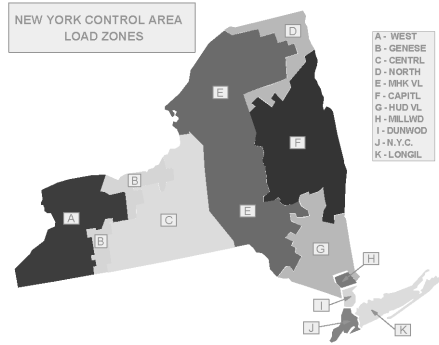 NEW YORK CONTROL AREA
LOAD ZONES
A - WEST
B - GENESE
C - CENTRL
D - NORTH
E - MHK VL
F - CAPITL
G - HUD VL
H - MILLWD
I - DUNWOD
J - N.Y.C.
K - LONGIL
D
E
F
B
A
C
E
B
G
H
I
J
K